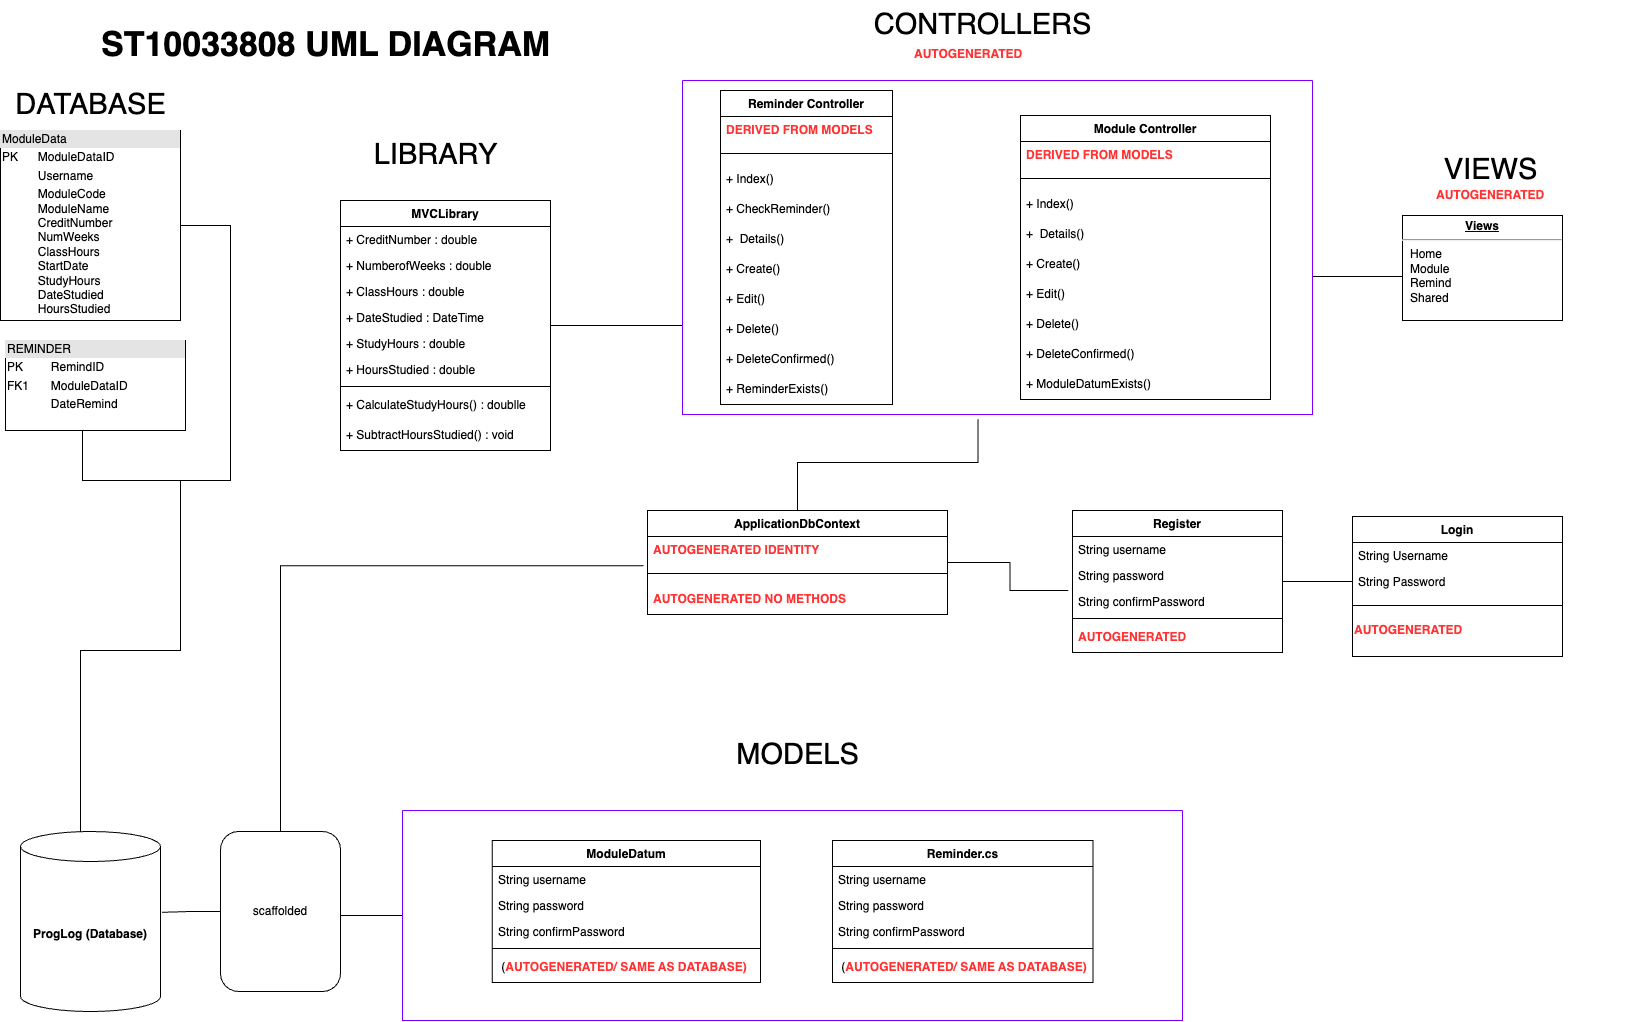 ST10033808 UML DIAGRAM
DATABASE
ModuleData
PK ModuleDataID
Username
ModuleCode
ModuleName
CreditNumber
NumWeeks
ClassHours
StartDate
StudyHours
DateStudied
HoursStudied
REMINDER
PK RemindID
FK1 ModuleDataID
DateRemind
LIBRARY
MVCLibrary
+ CreditNumber : double
+ NumberofWeeks : double
+ ClassHours : double
+ DateStudied : DateTime
+ StudyHours : double
+ HoursStudied : double
+ CalculateStudyHours() : doublle
+ SubtractHoursStudied() : void
CONTROLLERS
AUTOGENERATED
Reminder Controller
DERIVED FROM MODELS
+ Index()
+ CheckReminder()
+ Details()
+ Create()
+ Edit()
+ Delete()
+ DeleteConfirmed()
+ ReminderExists()
Module Controller
DERIVED FROM MODELS
+ Index()
+ Details()
+ Create()
+ Edit()
+ Delete()
+ DeleteConfirmed()
+ ModuleDatumExists()
VIEWS
AUTOGENERATED
Views
Home
Module
Remind
Shared
ApplicationDbContext
AUTOGENERATED IDENTITY
AUTOGENERATED NO METHODS
Register
String username
String password
String confirmPassword
AUTOGENERATED
Login
String Username
String Password
AUTOGENERATED
MODELS
ProgLog (Database)
scaffolded
ModuleDatum
String username
String password
String confirmPassword
(AUTOGENERATED/ SAME AS DATABASE)
Reminder.cs
String username
String password
String confirmPassword
(AUTOGENERATED/ SAME AS DATABASE)